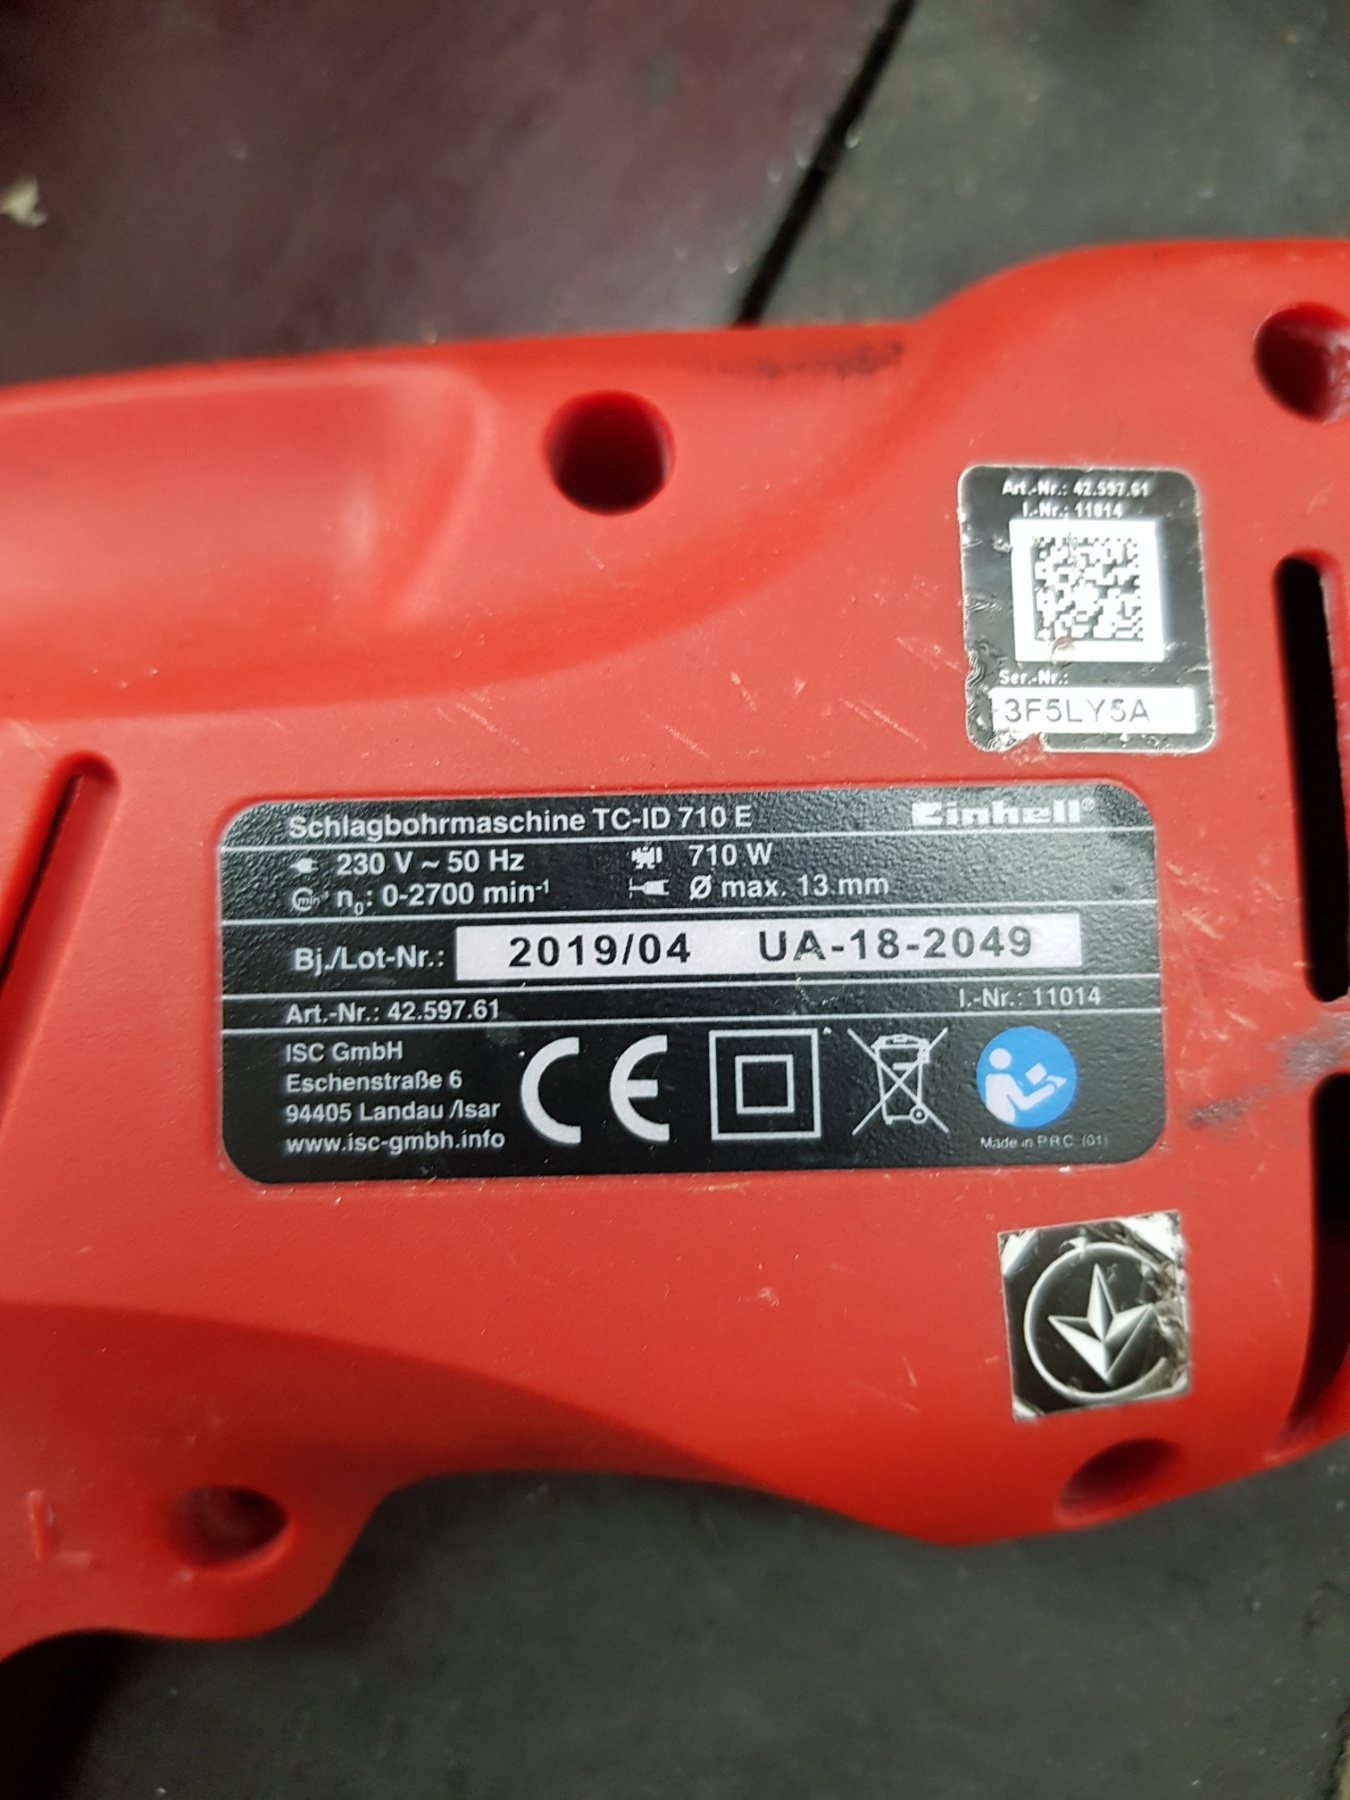 Art.-Nr.: 42.597.61
I.-Nr.: 11014
Ser.-Nr.:
3F5LY5A
Schlagbohrmaschine TC-ID 710 E Einhell®
230 V ~ 50 Hz 710 W
min⁻¹ n₀: 0-2700 min⁻¹ Ø max. 13 mm
Bj./Lot-Nr.: 2019/04 UA-18-2049
Art.-Nr.: 42.597.61 I.-Nr.: 11014
ISC GmbH
Eschenstraße 6
94405 Landau /Isar
www.isc-gmbh.info
CE
Made in P.R.C. (01)